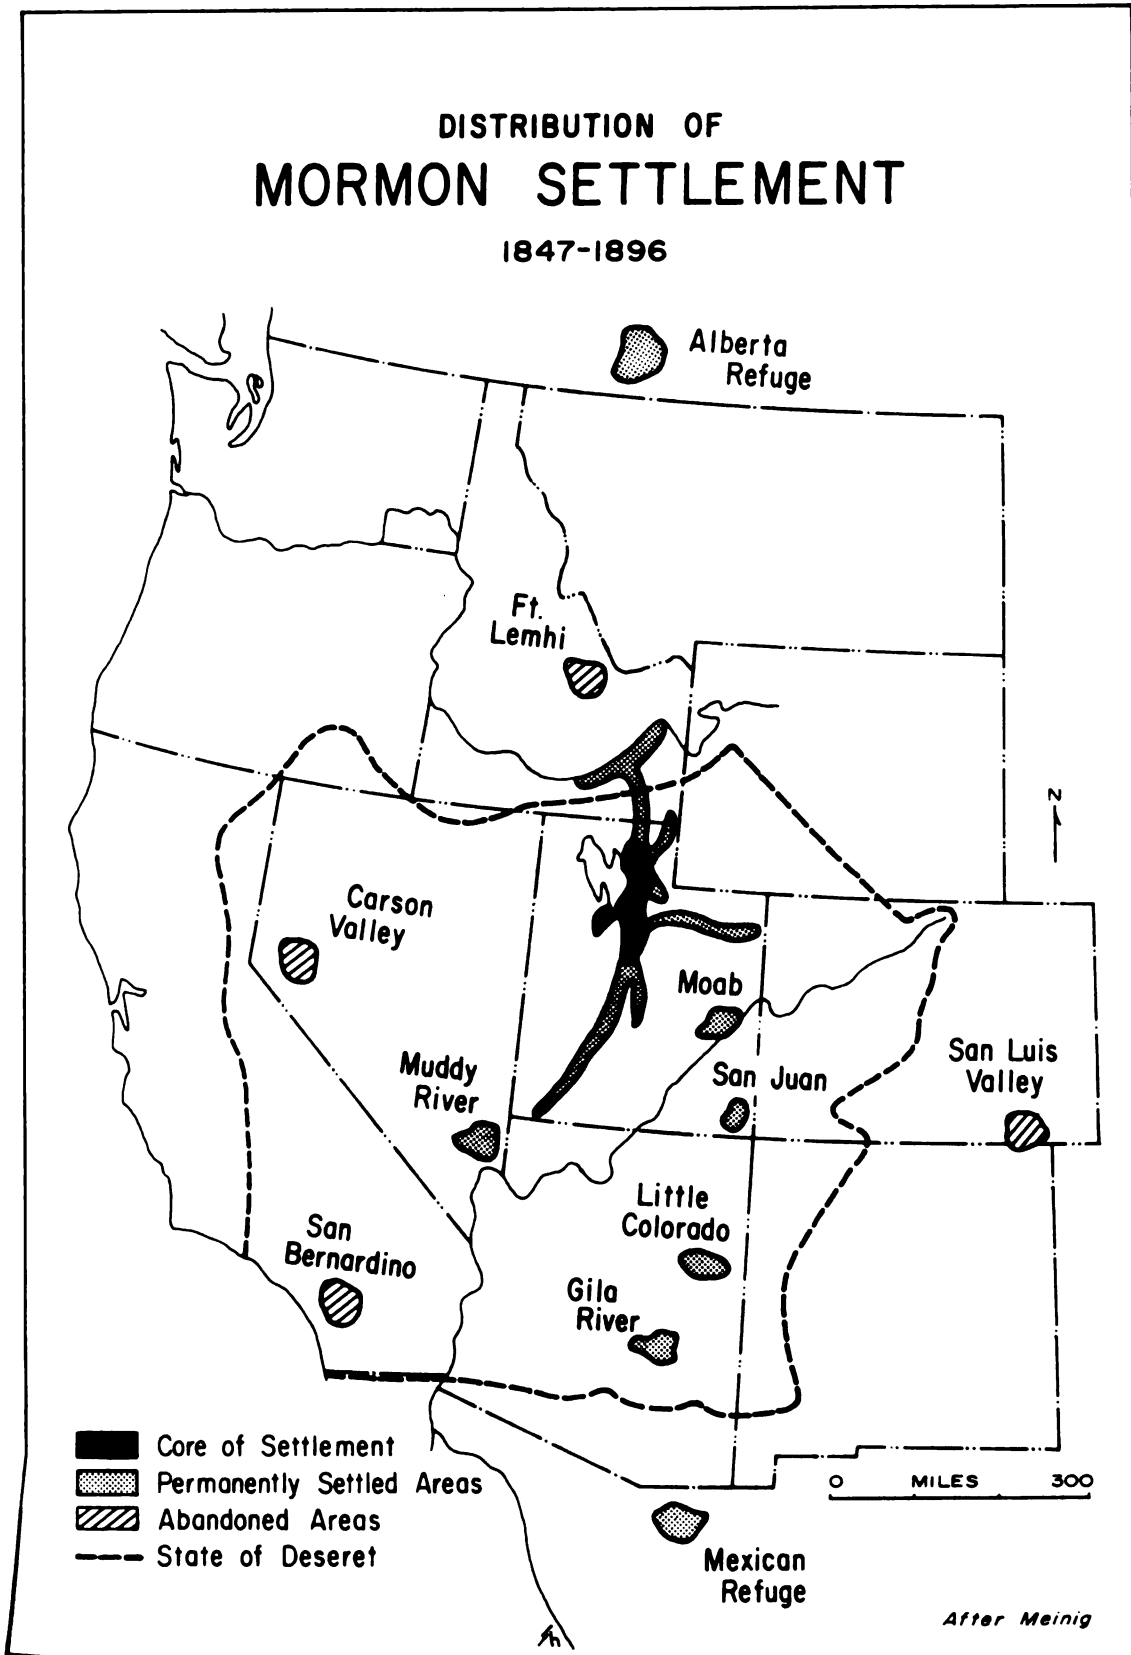 DISTRIBUTION OF
MORMON SETTLEMENT
1847-1896
Alberta
Refuge
Ft.
Lemhi
N
Carson
Valley
Moab
San Luis
Valley
Muddy
River
San Juan
Little
Colorado
San
Bernardino
Gila
River
Core of Settlement
Permanently Settled Areas
Abandoned Areas
State of Deseret
0 MILES 300
Mexican
Refuge
After Meinig